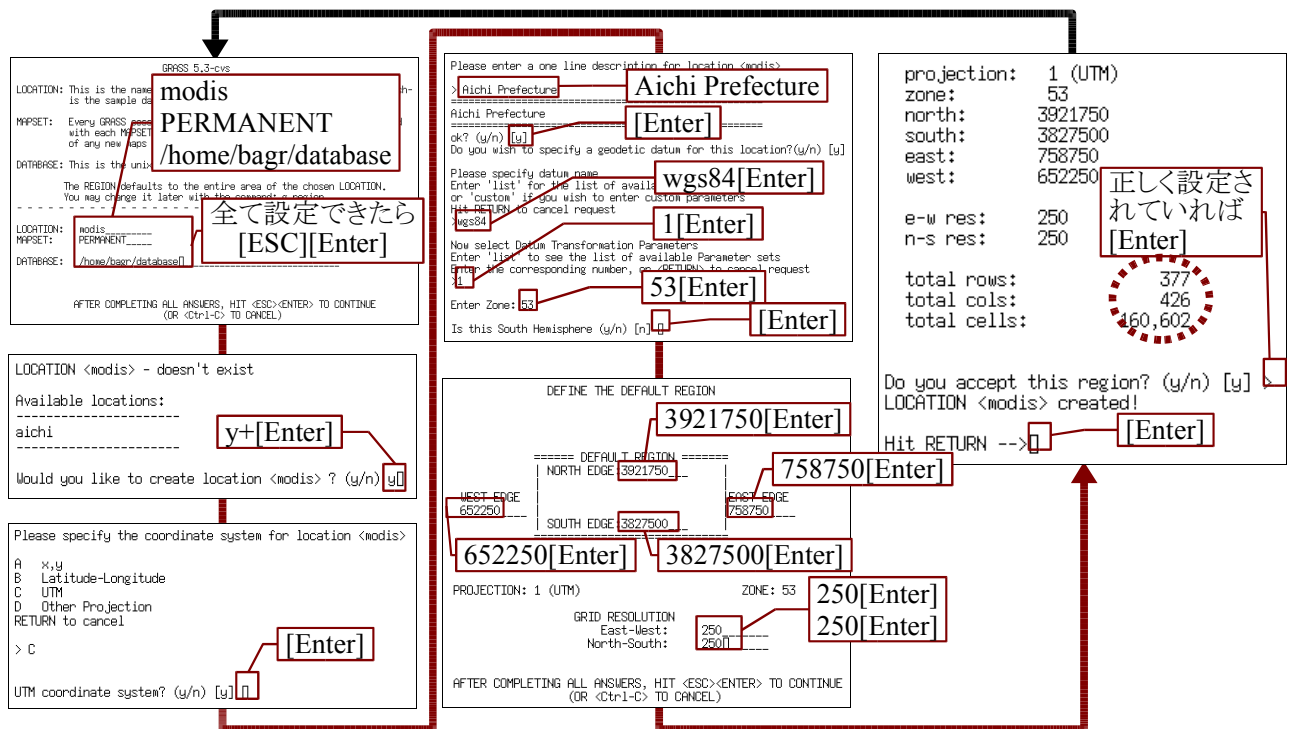 GRASS 5.3-cvs
LOCATION: This is the name
sh-
is the sample da
modis
PERMANENT
/home/bagr/database
MAPSET: Every GRASS
with each MAPSET
of any new maps
DATABASE: This is the unix
The REGION defaults to the entire area of the chosen LOCATION.
You may change it later with the command: g.region
全て設定できたら
[ESC][Enter]
LOCATION: modis
MAPSET: PERMANENT
DATABASE: /home/bagr/database
AFTER COMPLETING ALL ANSWERS, HIT <ESC><ENTER> TO CONTINUE
(OR <Ctrl-C> TO CANCEL)
LOCATION <modis> - doesn't exist
Available locations:
----------------------
aichi
----------------------
y+[Enter]
Would you like to create location <modis> ? (y/n) y
Please specify the coordinate system for location <modis>
A x,y
B Latitude-Longitude
C UTM
D Other Projection
RETURN to cancel
> C
[Enter]
UTM coordinate system? (y/n) [y]
Please enter a one line description for location <modis>
> Aichi Prefecture
Aichi Prefecture
Aichi Prefecture
[Enter]
ok? (y/n) [y]
Do you wish to specify a geodetic datum for this location?(y/n) [y]
Please specify datum name
Enter 'list' for the list of availa
or 'custom' if you wish to enter custom parameters
Hit RETURN to cancel request
>wgs84
wgs84[Enter]
1[Enter]
Now select Datum Transformation Parameters
Enter 'list' to see the list of available Parameter sets
Enter the corresponding number, or <RETURN> to cancel request
>1
53[Enter]
Enter Zone: 53
[Enter]
Is this South Hemisphere (y/n) [n]
DEFINE THE DEFAULT REGION
3921750[Enter]
====== DEFAULT REGION =======
NORTH EDGE:3921750
758750[Enter]
WEST EDGE
652250
EAST EDGE
758750
SOUTH EDGE:3827500
652250[Enter]
3827500[Enter]
PROJECTION: 1 (UTM)
ZONE: 53
250[Enter]
250[Enter]
GRID RESOLUTION
East-West: 250
North-South: 250
AFTER COMPLETING ALL ANSWERS, HIT <ESC><ENTER> TO CONTINUE
(OR <Ctrl-C> TO CANCEL)
projection: 1 (UTM)
zone: 53
north: 3921750
south: 3827500
east: 758750
west: 652250
正しく設定さ
れていれば
[Enter]
e-w res: 250
n-s res: 250
total rows: 377
total cols: 426
total cells: 160,602
Do you accept this region? (y/n) [y] >
LOCATION <modis> created!
[Enter]
Hit RETURN -->